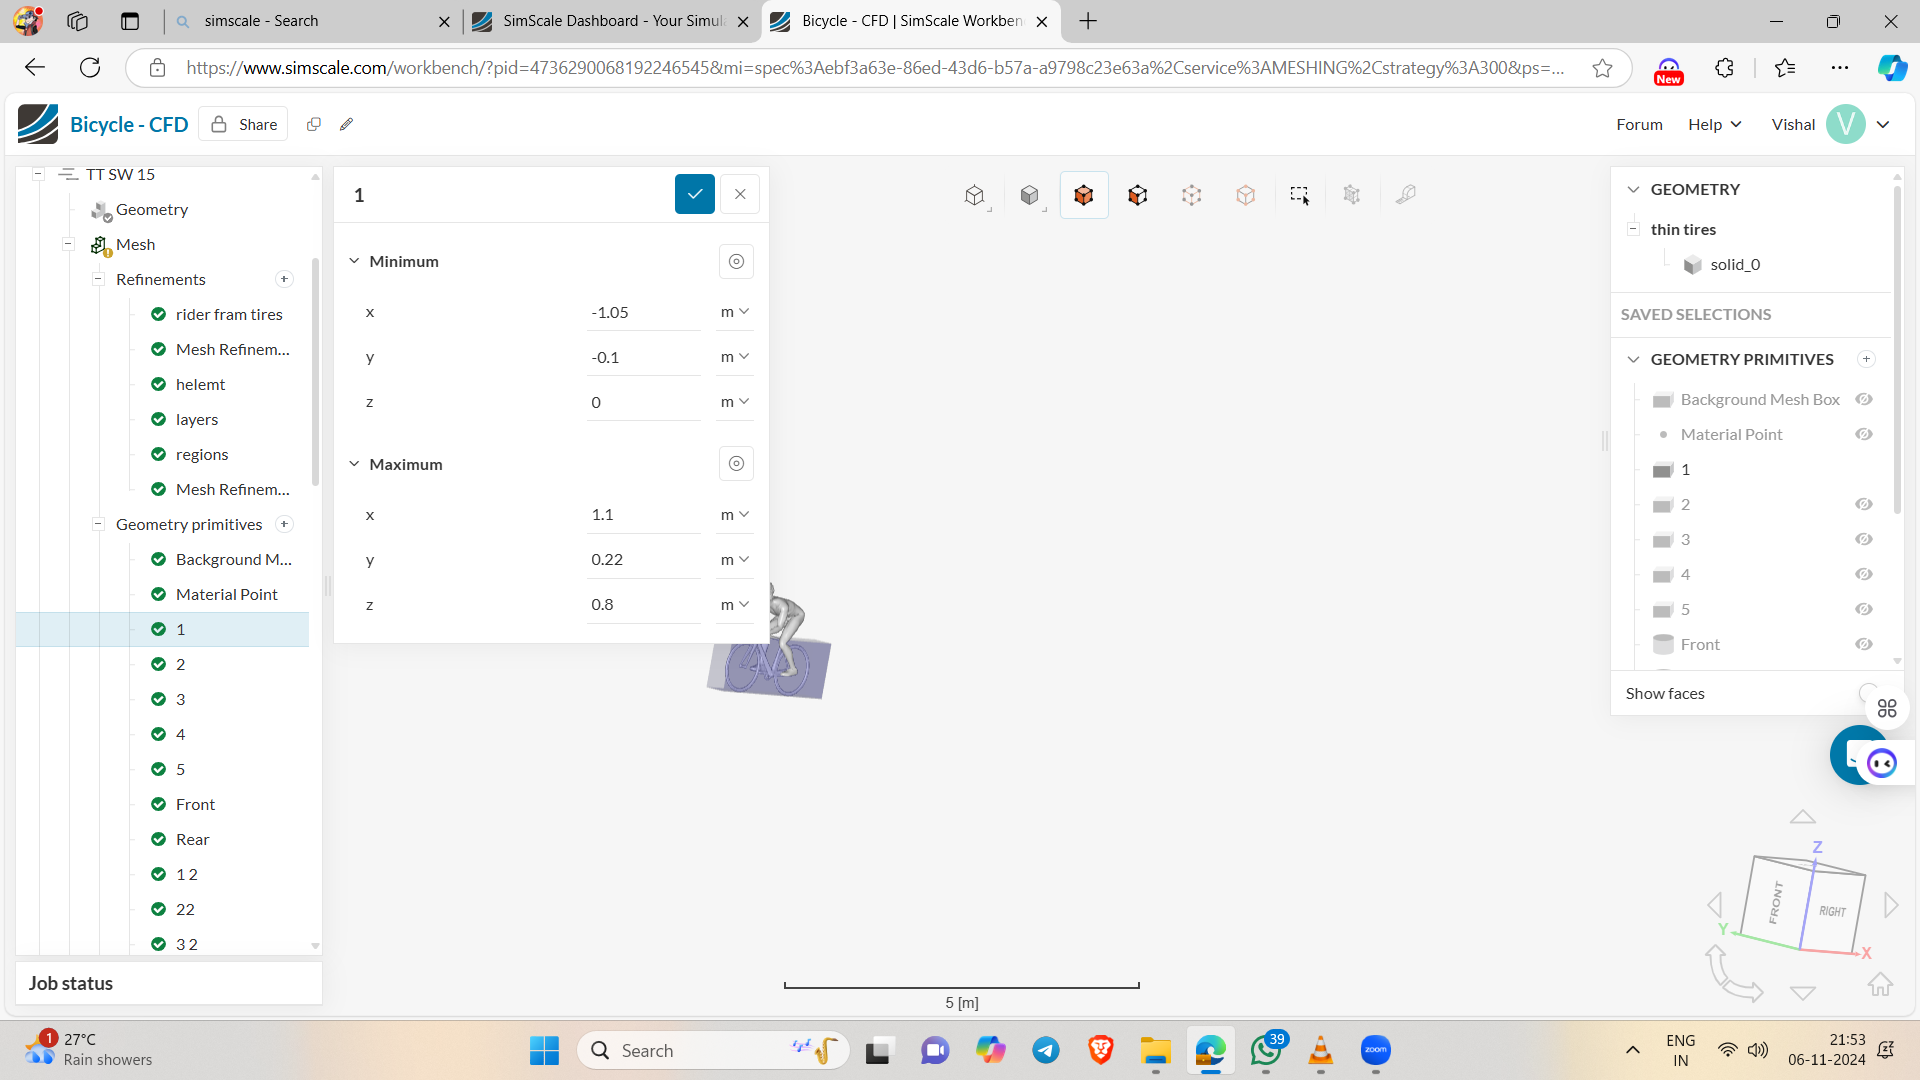 simscale - Search
SimScale Dashboard - Your Simula
Bicycle - CFD | SimScale Workben
https://www.simscale.com/workbench/?pid=4736290068192246545&mi=spec%3Aebf3a63e-86ed-43d6-b57a-a9798c23e63a%2Cservice%3AMESHING%2Cstrategy%3A300&ps=...
New
Bicycle - CFD
Share
Forum
Help
Vishal
V
TT SW 15
Geometry
Mesh
Refinements
rider fram tires
Mesh Refinem...
helemt
layers
regions
Mesh Refinem...
Geometry primitives
Background M...
Material Point
1
2
3
4
5
Front
Rear
1 2
22
3 2
Job status
1
Minimum
x -1.05 m
y -0.1 m
z 0 m
Maximum
x 1.1 m
y 0.22 m
z 0.8 m
5 [m]
GEOMETRY
thin tires
solid_0
SAVED SELECTIONS
GEOMETRY PRIMITIVES
Background Mesh Box
Material Point
1
2
3
4
5
Front
Show faces
Z
FRONT
RIGHT
Y
X
1
27°C
Rain showers
Search
39
zoom
ENG
IN
21:53
06-11-2024